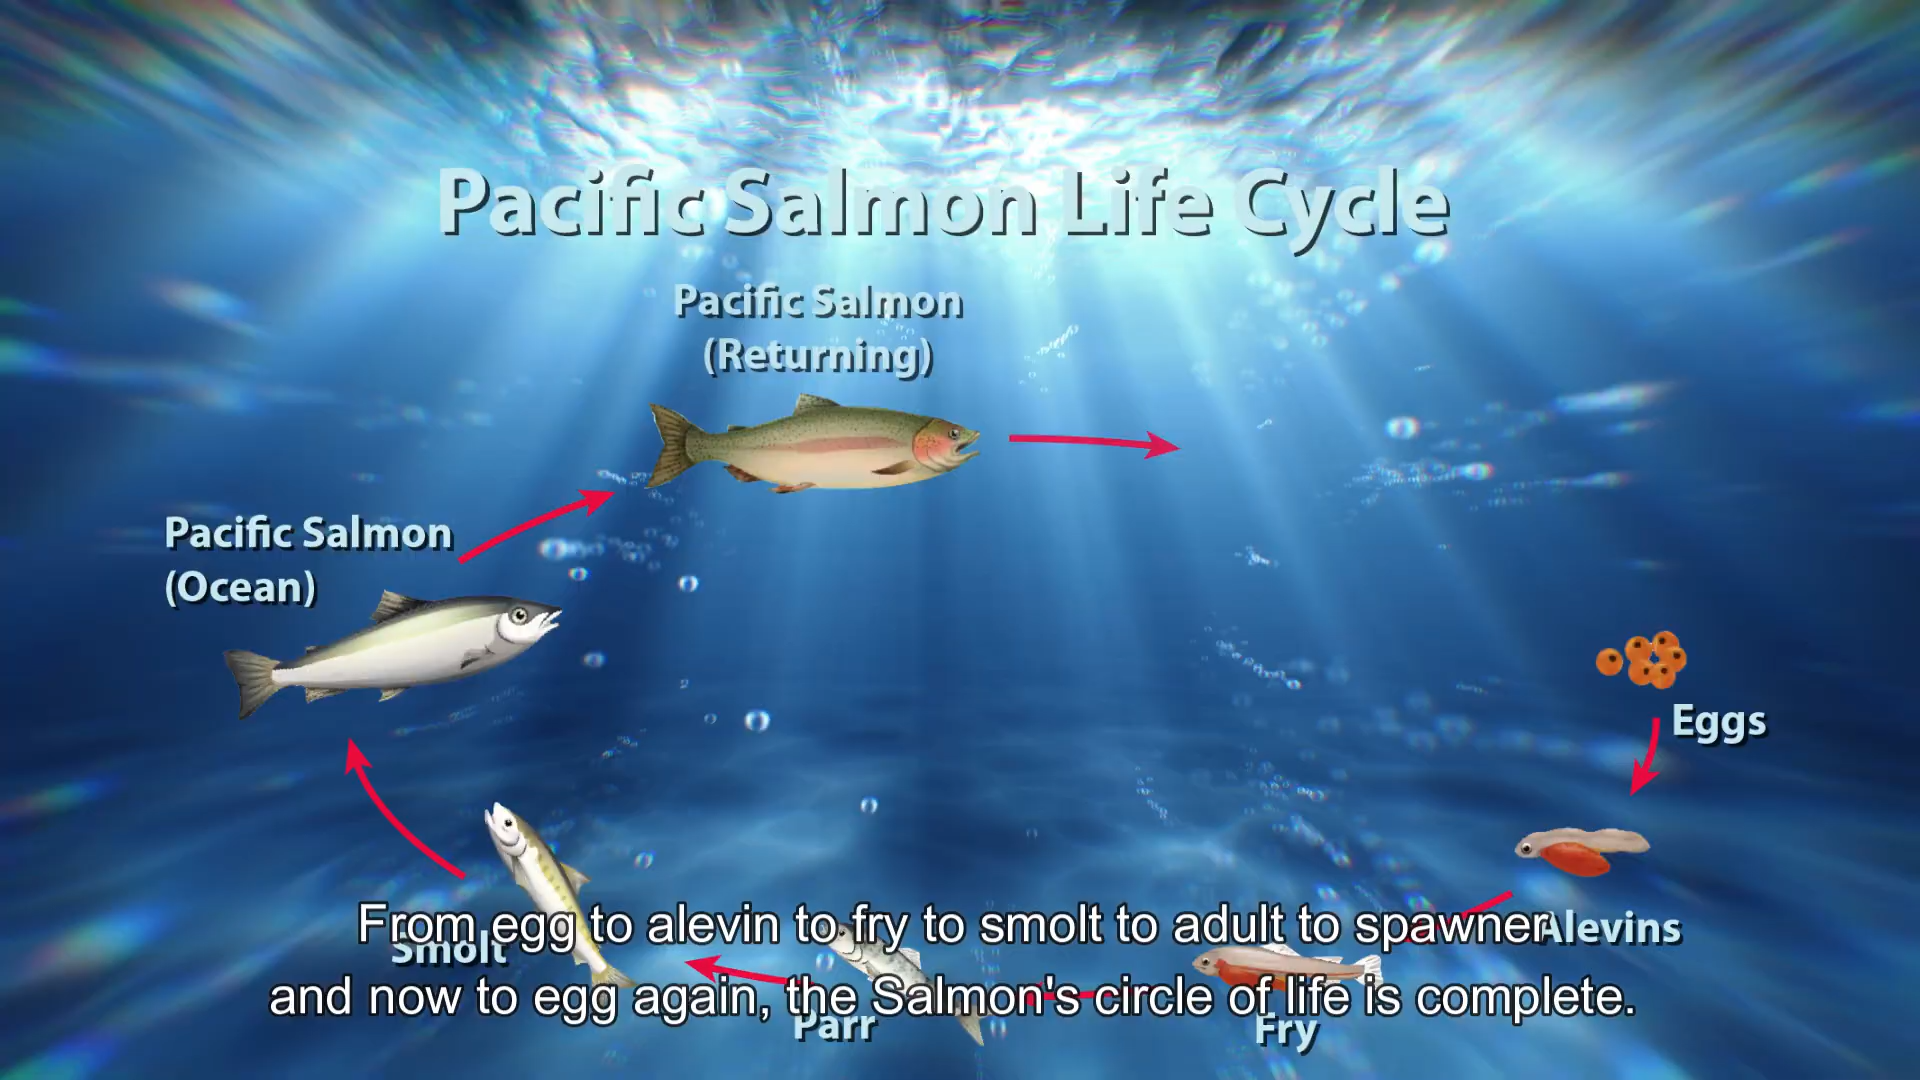 Pacific Salmon Life Cycle
Pacific Salmon
(Returning)
Pacific Salmon
(Ocean)
Eggs
Alevins
Smolt
Parr
Fry
From egg to alevin to fry to smolt to adult to spawner
and now to egg again, the Salmon's circle of life is complete.